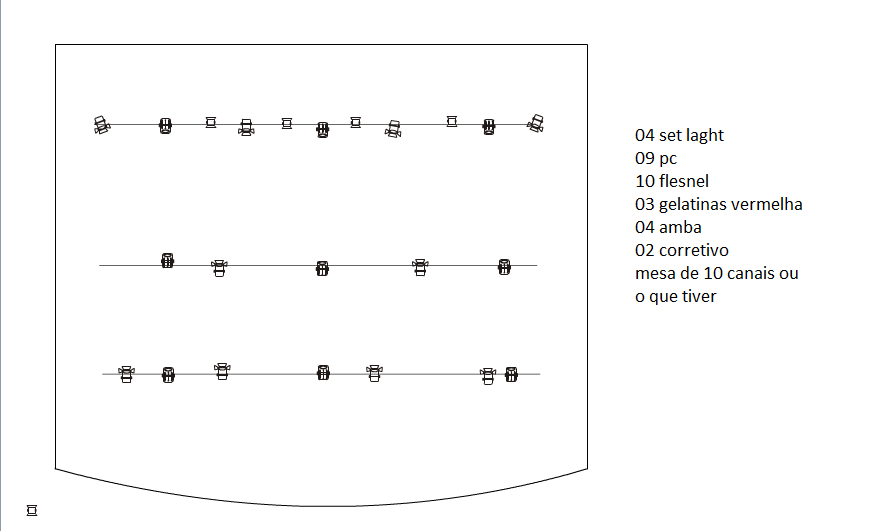 04 set laght
09 pc
10 flesnel
03 gelatinas vermelha
04 amba
02 corretivo
mesa de 10 canais ou
o que tiver